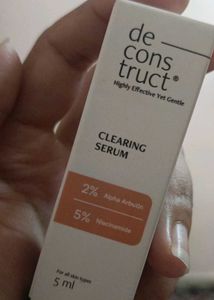 de
cons
truct®
Highly Effective Yet Gentle
CLEARING
SERUM
2% Alpha Arbutin
5% Niacinamide
For all skin types
5 ml